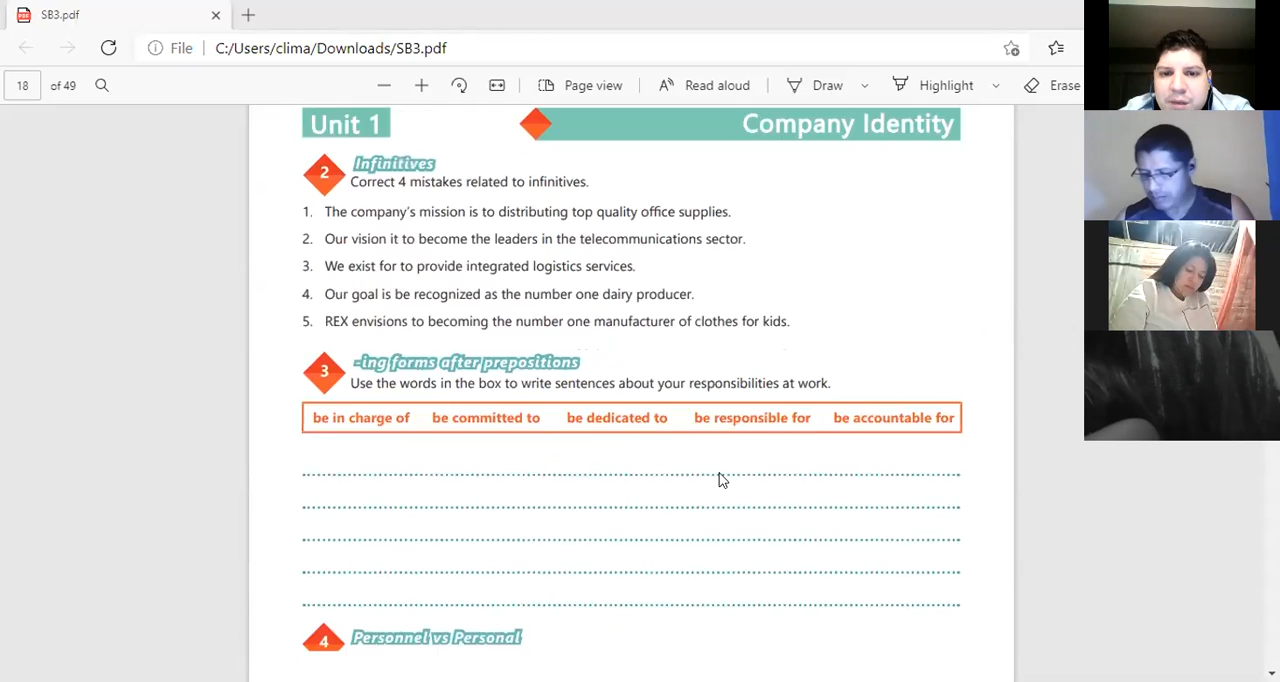 SB3.pdf
File C:/Users/clima/Downloads/SB3.pdf
18 of 49 Page view Read aloud Draw Highlight Erase
Unit 1 Company Identity
2 Infinitives
Correct 4 mistakes related to infinitives.
1. The company's mission is to distributing top quality office supplies.
2. Our vision it to become the leaders in the telecommunications sector.
3. We exist for to provide integrated logistics services.
4. Our goal is be recognized as the number one dairy producer.
5. REX envisions to becoming the number one manufacturer of clothes for kids.
3 -ing forms after prepositions
Use the words in the box to write sentences about your responsibilities at work.
be in charge of be committed to be dedicated to be responsible for be accountable for
4 Personnel vs Personal